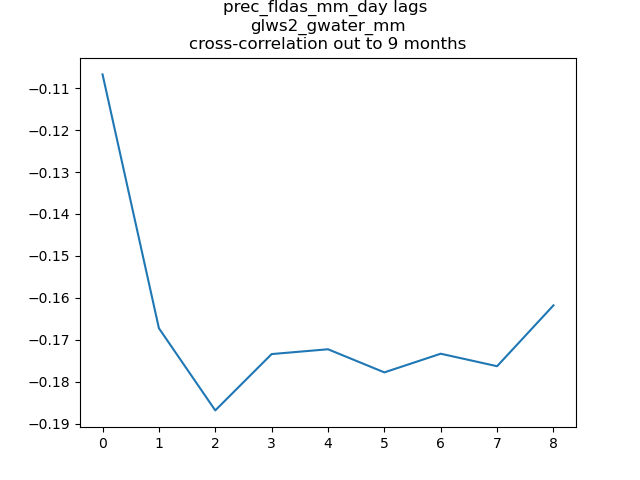 prec_fldas_mm_day lags
glws2_gwater_mm
cross-correlation out to 9 months
−0.11
−0.12
−0.13
−0.14
−0.15
−0.16
−0.17
−0.18
−0.19
0 1 2 3 4 5 6 7 8